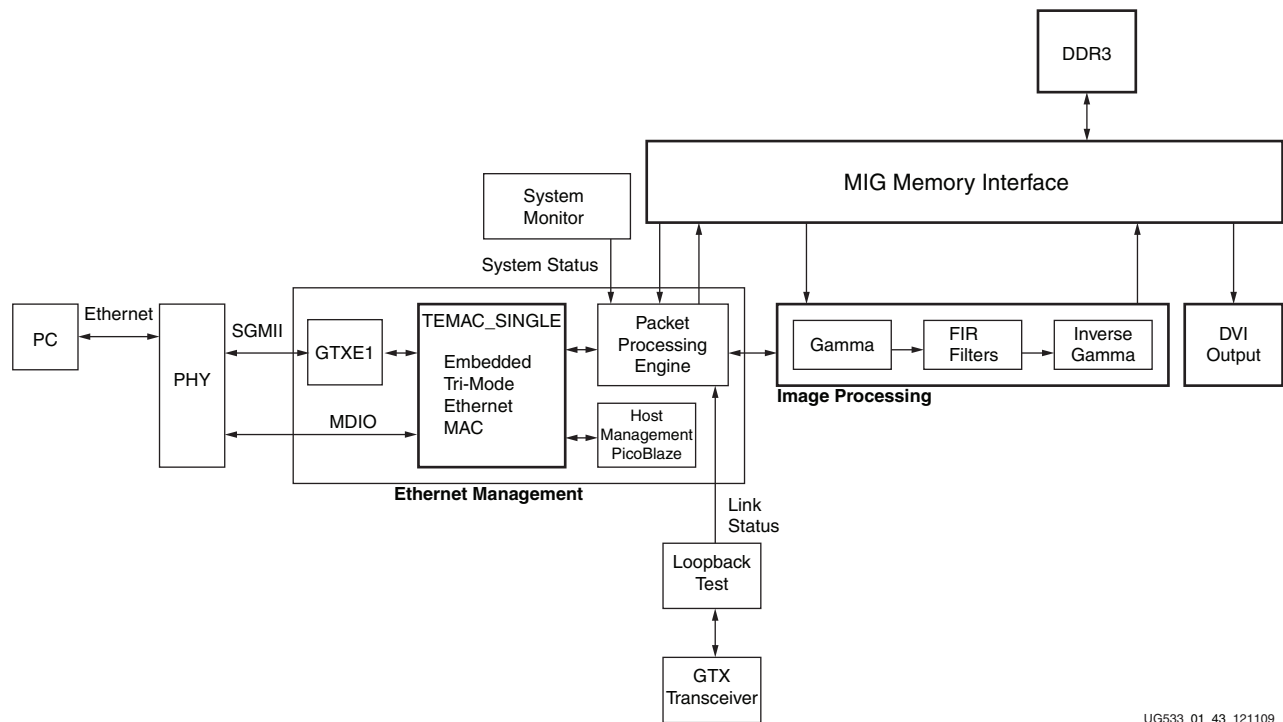 DDR3
MIG Memory Interface
System
Monitor
System Status
Ethernet
PC
PHY
SGMII
MDIO
GTXE1
TEMAC_SINGLE
Embedded
Tri-Mode
Ethernet
MAC
Packet
Processing
Engine
Host
Management
PicoBlaze
Ethernet Management
Gamma
FIR
Filters
Inverse
Gamma
Image Processing
DVI
Output
Link
Status
Loopback
Test
GTX
Transceiver
UG533_01_43_121109